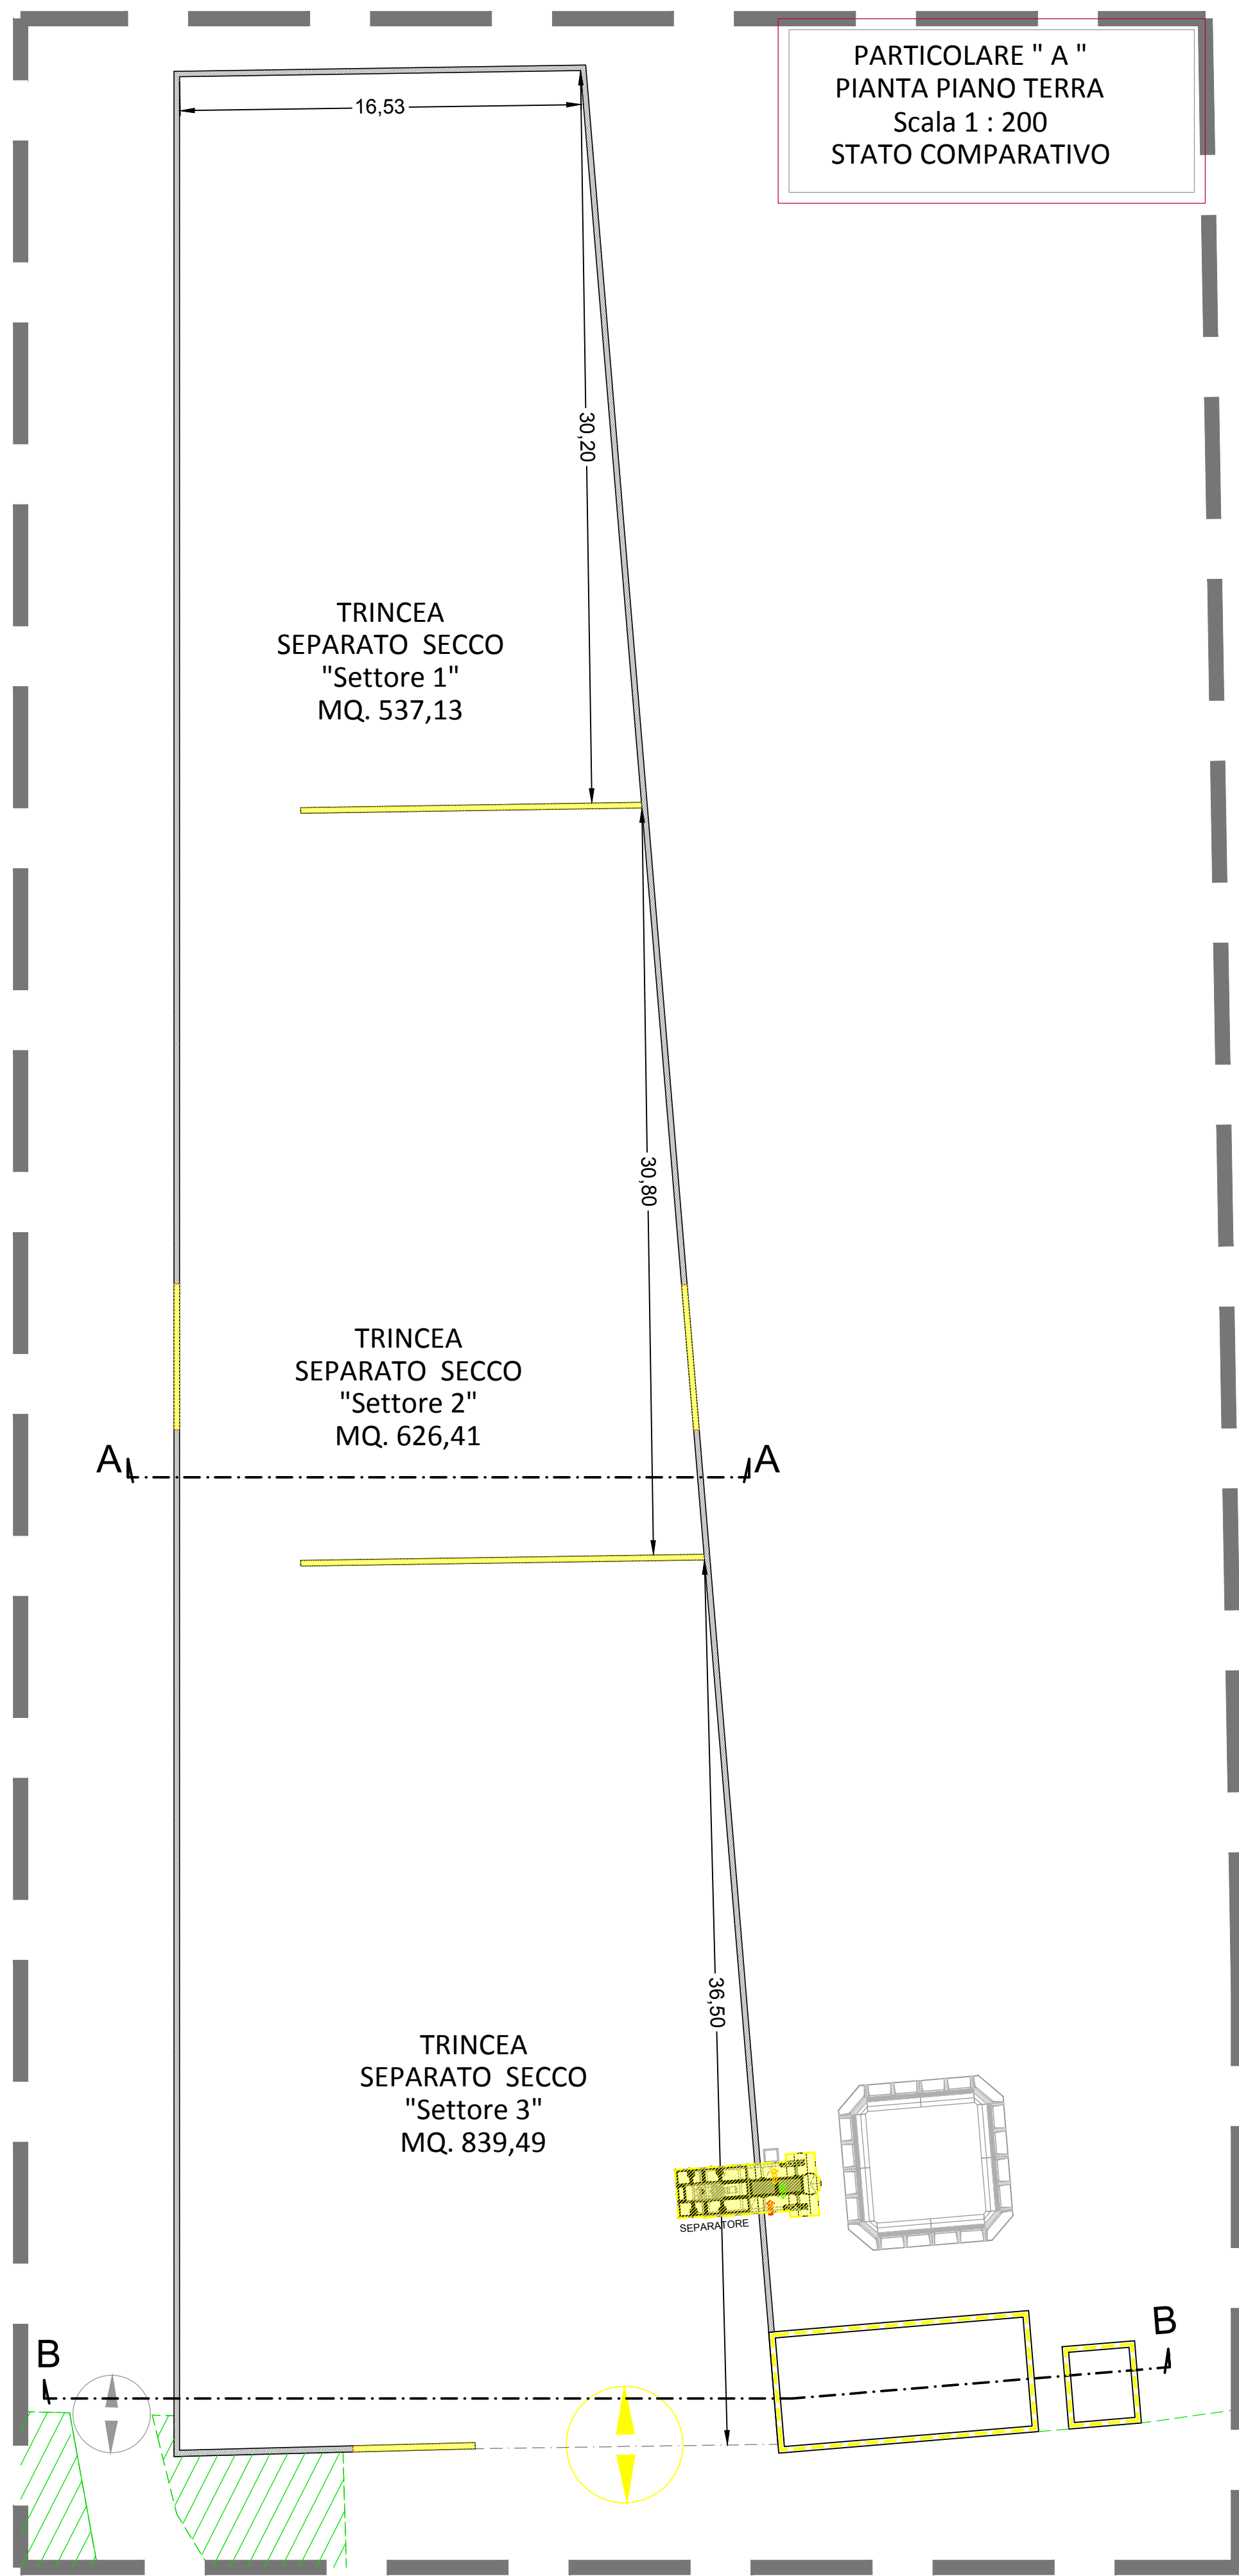 PARTICOLARE " A "
PIANTA PIANO TERRA
Scala 1 : 200
STATO COMPARATIVO
16,53
30,20
TRINCEA
SEPARATO SECCO
"Settore 1"
MQ. 537,13
30,80
TRINCEA
SEPARATO SECCO
"Settore 2"
MQ. 626,41
A
A
36,50
TRINCEA
SEPARATO SECCO
"Settore 3"
MQ. 839,49
SEPARATORE
B
B